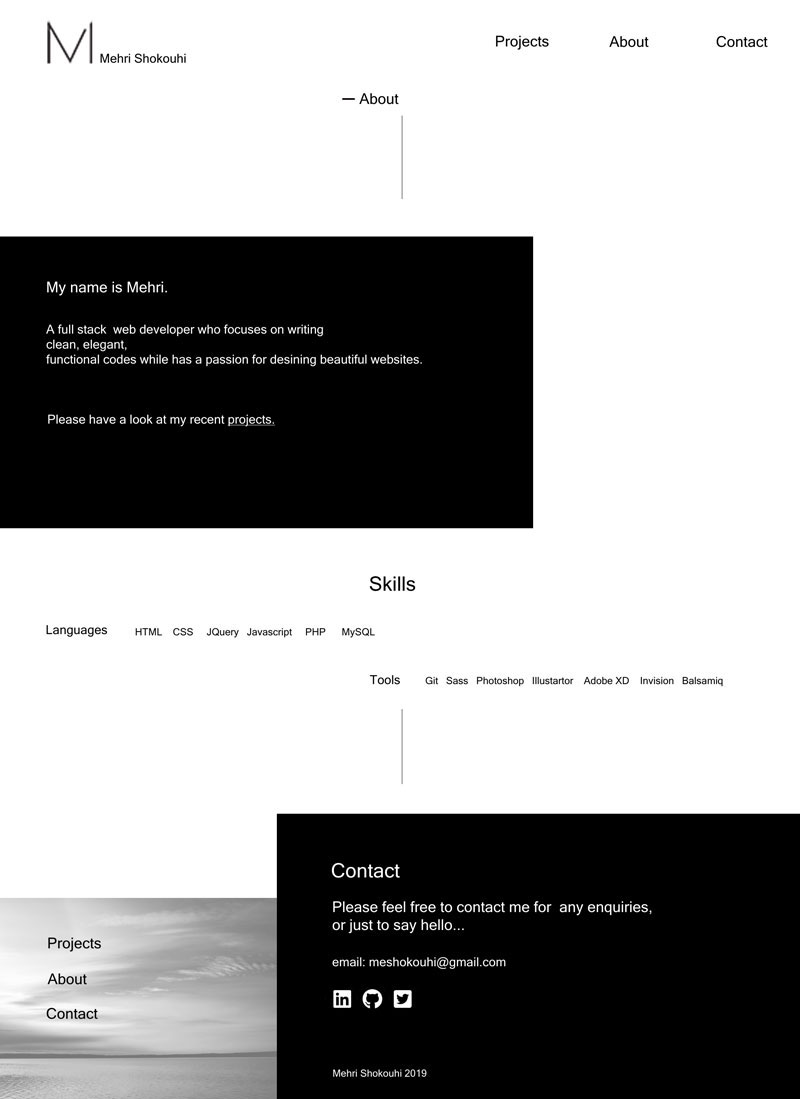 M Mehri Shokouhi
Projects About Contact
— About
My name is Mehri.
A full stack web developer who focuses on writing
clean, elegant,
functional codes while has a passion for desining beautiful websites.
Please have a look at my recent projects.
Skills
Languages HTML CSS JQuery Javascript PHP MySQL
Tools Git Sass Photoshop Illustartor Adobe XD Invision Balsamiq
Contact
Please feel free to contact me for any enquiries,
or just to say hello...
email: meshokouhi@gmail.com
in
Mehri Shokouhi 2019
Projects
About
Contact